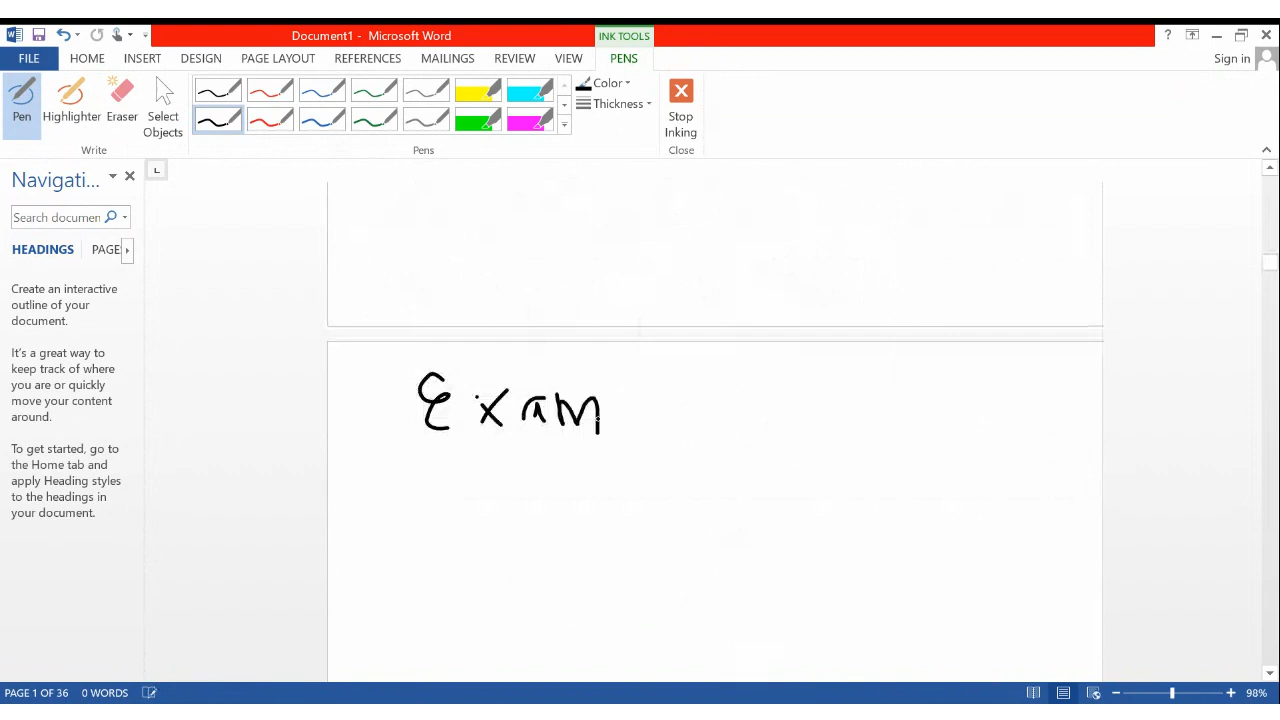 Document1 - Microsoft Word
INK TOOLS
?
FILE
HOME
INSERT
DESIGN
PAGE LAYOUT
REFERENCES
MAILINGS
REVIEW
VIEW
PENS
Sign in
Pen
Highlighter
Eraser
Select
Objects
Color
Thickness
Stop
Inking
Write
Pens
Close
Navigati...
L
Search documen
HEADINGS
PAGE
Create an interactive
outline of your
document.
It's a great way to
keep track of where
you are or quickly
move your content
around.
To get started, go to
the Home tab and
apply Heading styles
to the headings in
your document.
Exam
PAGE 1 OF 36
0 WORDS
98%